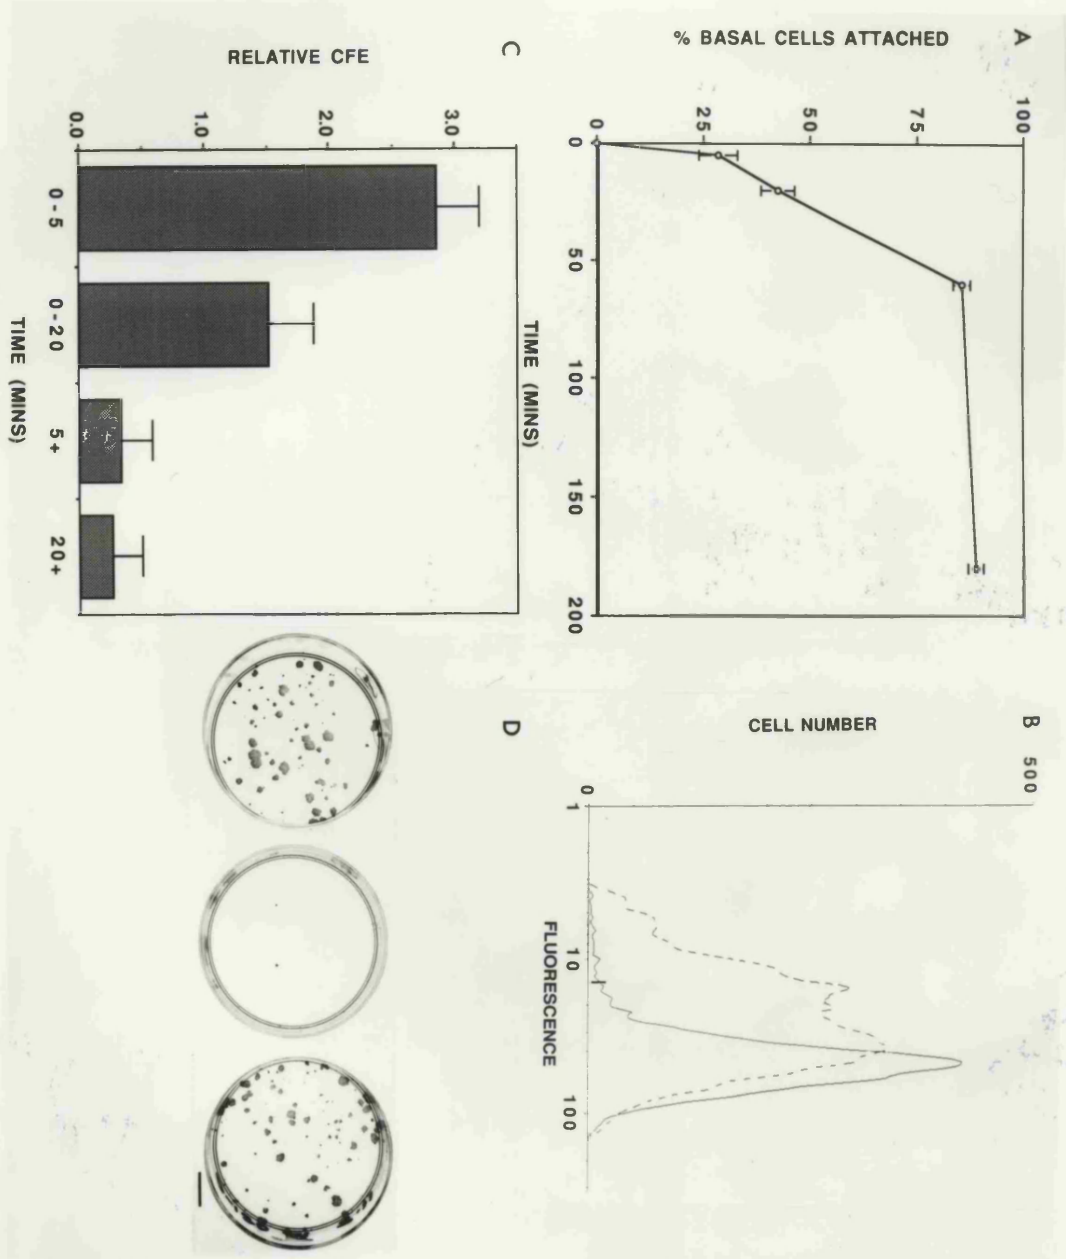 A
% BASAL CELLS ATTACHED
100
75
50
25
0
0 50 100 150 200
TIME (MINS)
B
CELL NUMBER
500
0
1 10 100
FLUORESCENCE
C
RELATIVE CFE
3.0
2.0
1.0
0.0
0-5 0-20 5+ 20+
TIME (MINS)
D